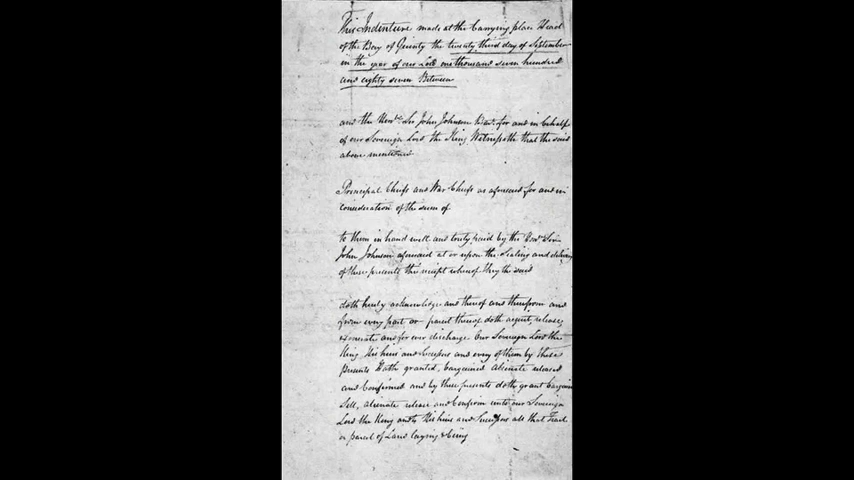 This Indenture made at the Carrying place Head
of the Bay of Quinty the twenty third day of September
in the year of our Lord one thousand seven hundred
and eighty seven Between
and the Honble. Sir John Johnson Bart. for and in behalf
of our Sovereign Lord the King Witnesseth that the said
above mentioned
Principal Chiefs and War Chiefs as aforesaid for and in
consideration of the sum of
to them in hand well and truly paid by the Honble. Sir
John Johnson aforesaid at or upon the Sealing and delivery
of these presents the receipt whereof they the said
doth hereby acknowledge and thereof and therefrom and
from every part or parcel thereof doth acquit, release,
exonerate and for ever discharge Our Sovereign Lord the
King His heirs and Successors and every of them by these
presents Hath granted, bargained alienate released
and Confirmed and by these presents doth grant bargain
Sell, alienate release and Confirm unto our Sovereign
Lord the King and to His heirs and Successors all that Tract
or parcel of Land laying & being